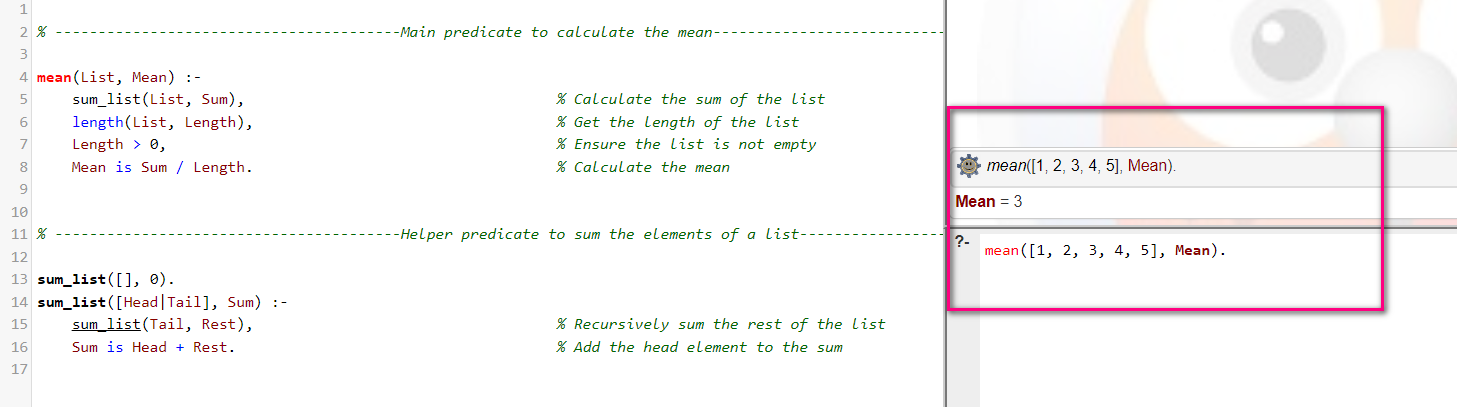 1
2 % ----------------------------------------Main predicate to calculate the mean---------------------------
3
4 mean(List, Mean) :-
5 sum_list(List, Sum), % Calculate the sum of the list
6 length(List, Length), % Get the length of the list
7 Length > 0, % Ensure the list is not empty
8 Mean is Sum / Length. % Calculate the mean
9
10
11 % ----------------------------------------Helper predicate to sum the elements of a list-----------------
12
13 sum_list([], 0).
14 sum_list([Head|Tail], Sum) :-
15 sum_list(Tail, Rest), % Recursively sum the rest of the list
16 Sum is Head + Rest. % Add the head element to the sum
17
mean([1, 2, 3, 4, 5], Mean).
Mean = 3
?- mean([1, 2, 3, 4, 5], Mean).